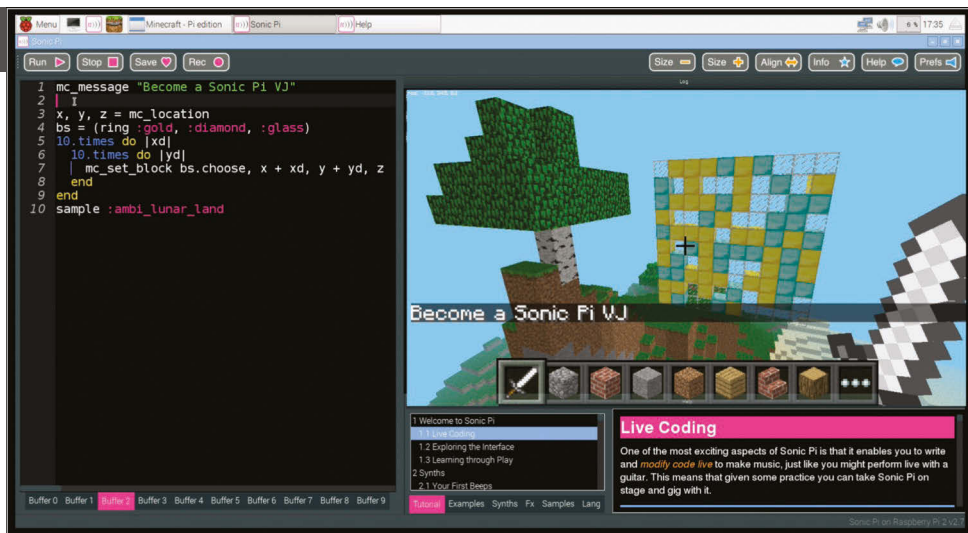 Menu
Minecraft - Pi edition
Sonic Pi
Help
6 %
17:35
Sonic Pi
Run
Stop
Save
Rec
Size
Size
Align
Info
Help
Prefs
Log
1 mc_message "Become a Sonic Pi VJ"
2
3 x, y, z = mc_location
4 bs = (ring :gold, :diamond, :glass)
5 10.times do |xd|
6 10.times do |yd|
7 mc_set_block bs.choose, x + xd, y + yd, z
8 end
9 end
10 sample :ambi_lunar_land
Become a Sonic Pi VJ
1 Welcome to Sonic Pi
1.1 Live Coding
1.2 Exploring the Interface
1.3 Learning through Play
2 Synths
2.1 Your First Beeps
Tutorial Examples Synths Fx Samples Lang
Live Coding
One of the most exciting aspects of Sonic Pi is that it enables you to write
and modify code live to make music, just like you might perform live with a
guitar. This means that given some practice you can take Sonic Pi on
stage and gig with it.
Buffer 0 Buffer 1 Buffer 2 Buffer 3 Buffer 4 Buffer 5 Buffer 6 Buffer 7 Buffer 8 Buffer 9
Sonic Pi on Raspberry Pi 2 v2.7